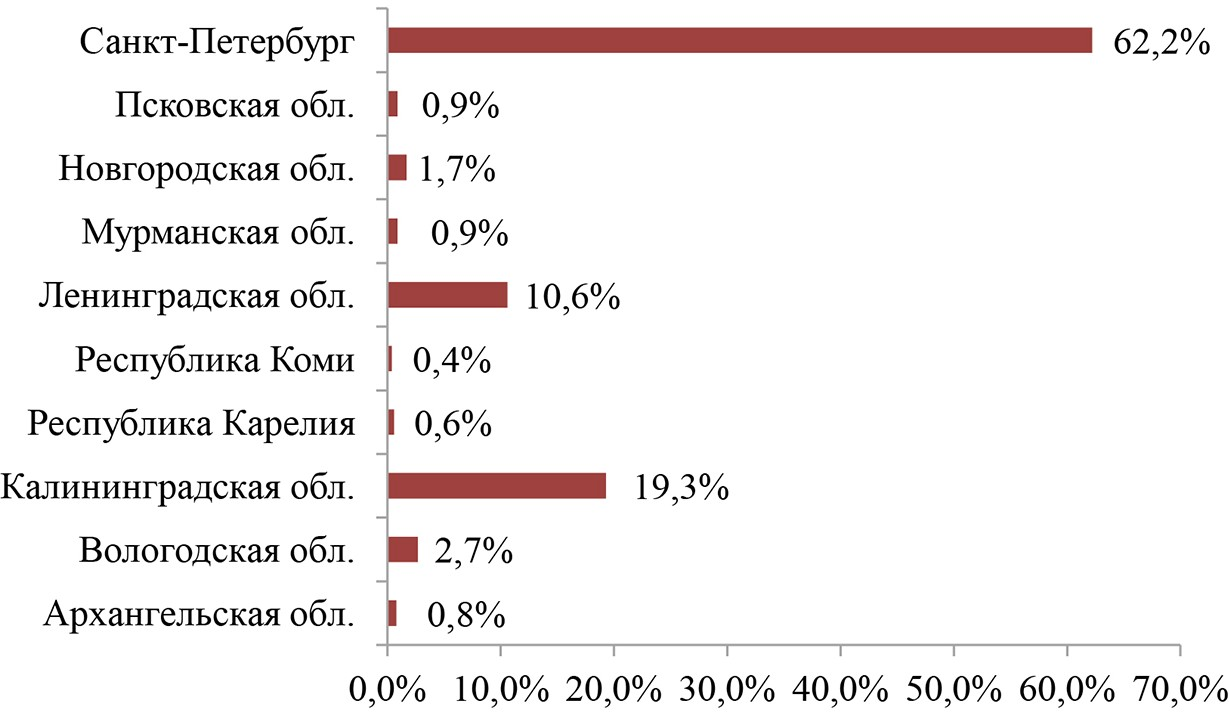 Санкт-Петербург 62,2%
Псковская обл. 0,9%
Новгородская обл. 1,7%
Мурманская обл. 0,9%
Ленинградская обл. 10,6%
Республика Коми 0,4%
Республика Карелия 0,6%
Калининградская обл. 19,3%
Вологодская обл. 2,7%
Архангельская обл. 0,8%
0,0% 10,0% 20,0% 30,0% 40,0% 50,0% 60,0% 70,0%